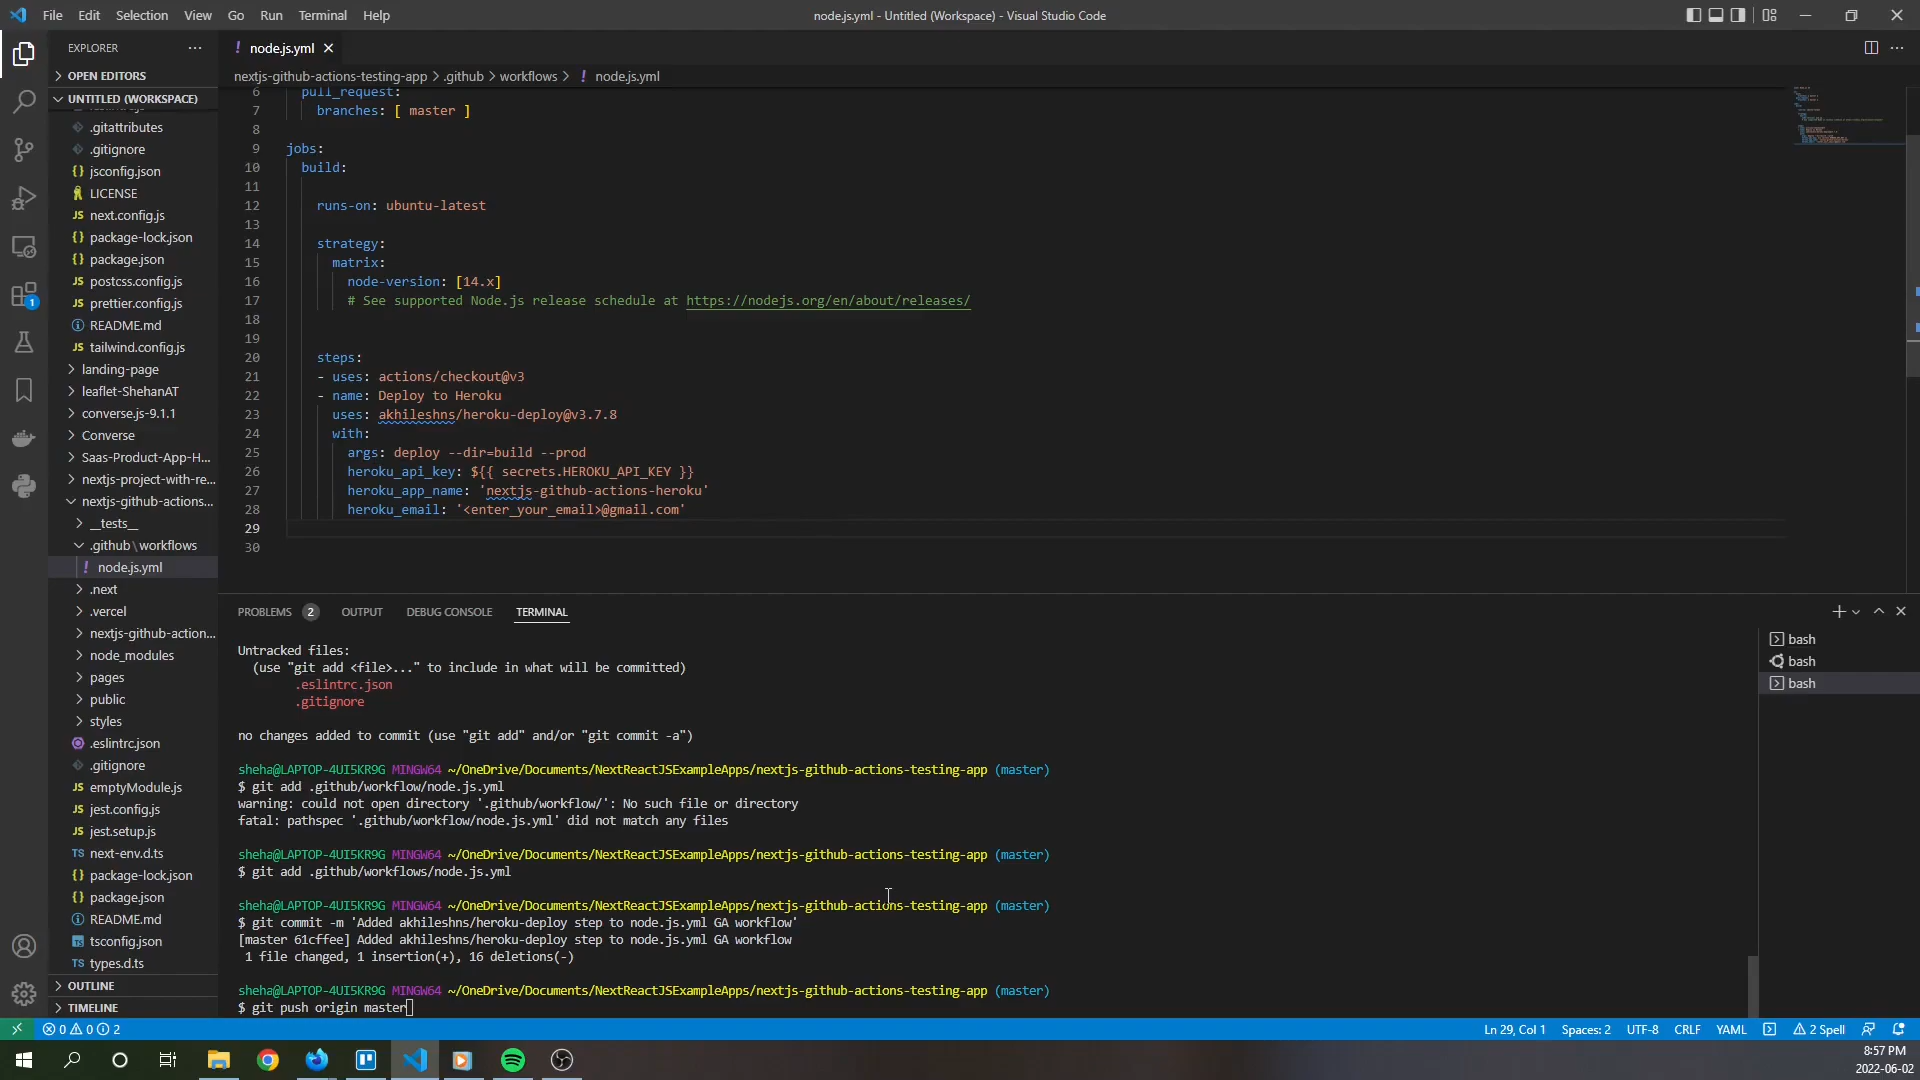 File Edit Selection View Go Run Terminal Help
node.js.yml - Untitled (Workspace) - Visual Studio Code
EXPLORER
! node.js.yml
OPEN EDITORS
UNTITLED (WORKSPACE)
.gitattributes
.gitignore
jsconfig.json
LICENSE
next.config.js
package-lock.json
package.json
postcss.config.js
prettier.config.js
README.md
tailwind.config.js
landing-page
leaflet-ShehanAT
converse.js-9.1.1
Converse
Saas-Product-App-H...
nextjs-project-with-re...
nextjs-github-actions...
__tests__
.github\workflows
! node.js.yml
.next
.vercel
nextjs-github-action...
node_modules
pages
public
styles
.eslintrc.json
.gitignore
emptyModule.js
jest.config.js
jest.setup.js
next-env.d.ts
package-lock.json
package.json
README.md
tsconfig.json
types.d.ts
OUTLINE
TIMELINE
nextjs-github-actions-testing-app > .github > workflows > ! node.js.yml
6 pull_request:
7 branches: [ master ]
8
9 jobs:
10 build:
11
12 runs-on: ubuntu-latest
13
14 strategy:
15 matrix:
16 node-version: [14.x]
17 # See supported Node.js release schedule at https://nodejs.org/en/about/releases/
18
19
20 steps:
21 - uses: actions/checkout@v3
22 - name: Deploy to Heroku
23 uses: akhileshns/heroku-deploy@v3.7.8
24 with:
25 args: deploy --dir=build --prod
26 heroku_api_key: ${{ secrets.HEROKU_API_KEY }}
27 heroku_app_name: 'nextjs-github-actions-heroku'
28 heroku_email: '<enter_your_email>@gmail.com'
29
30
PROBLEMS 2 OUTPUT DEBUG CONSOLE TERMINAL
bash
bash
bash
Untracked files:
(use "git add <file>..." to include in what will be committed)
.eslintrc.json
.gitignore
no changes added to commit (use "git add" and/or "git commit -a")
sheha@LAPTOP-4UI5KR9G MINGW64 ~/OneDrive/Documents/NextReactJSExampleApps/nextjs-github-actions-testing-app (master)
$ git add .github/workflow/node.js.yml
warning: could not open directory '.github/workflow/': No such file or directory
fatal: pathspec '.github/workflow/node.js.yml' did not match any files
sheha@LAPTOP-4UI5KR9G MINGW64 ~/OneDrive/Documents/NextReactJSExampleApps/nextjs-github-actions-testing-app (master)
$ git add .github/workflows/node.js.yml
sheha@LAPTOP-4UI5KR9G MINGW64 ~/OneDrive/Documents/NextReactJSExampleApps/nextjs-github-actions-testing-app (master)
$ git commit -m 'Added akhileshns/heroku-deploy step to node.js.yml GA workflow'
[master 61cffee] Added akhileshns/heroku-deploy step to node.js.yml GA workflow
1 file changed, 1 insertion(+), 16 deletions(-)
sheha@LAPTOP-4UI5KR9G MINGW64 ~/OneDrive/Documents/NextReactJSExampleApps/nextjs-github-actions-testing-app (master)
$ git push origin master
0 0 2
Ln 29, Col 1 Spaces: 2 UTF-8 CRLF YAML 2 Spell
8:57 PM
2022-06-02